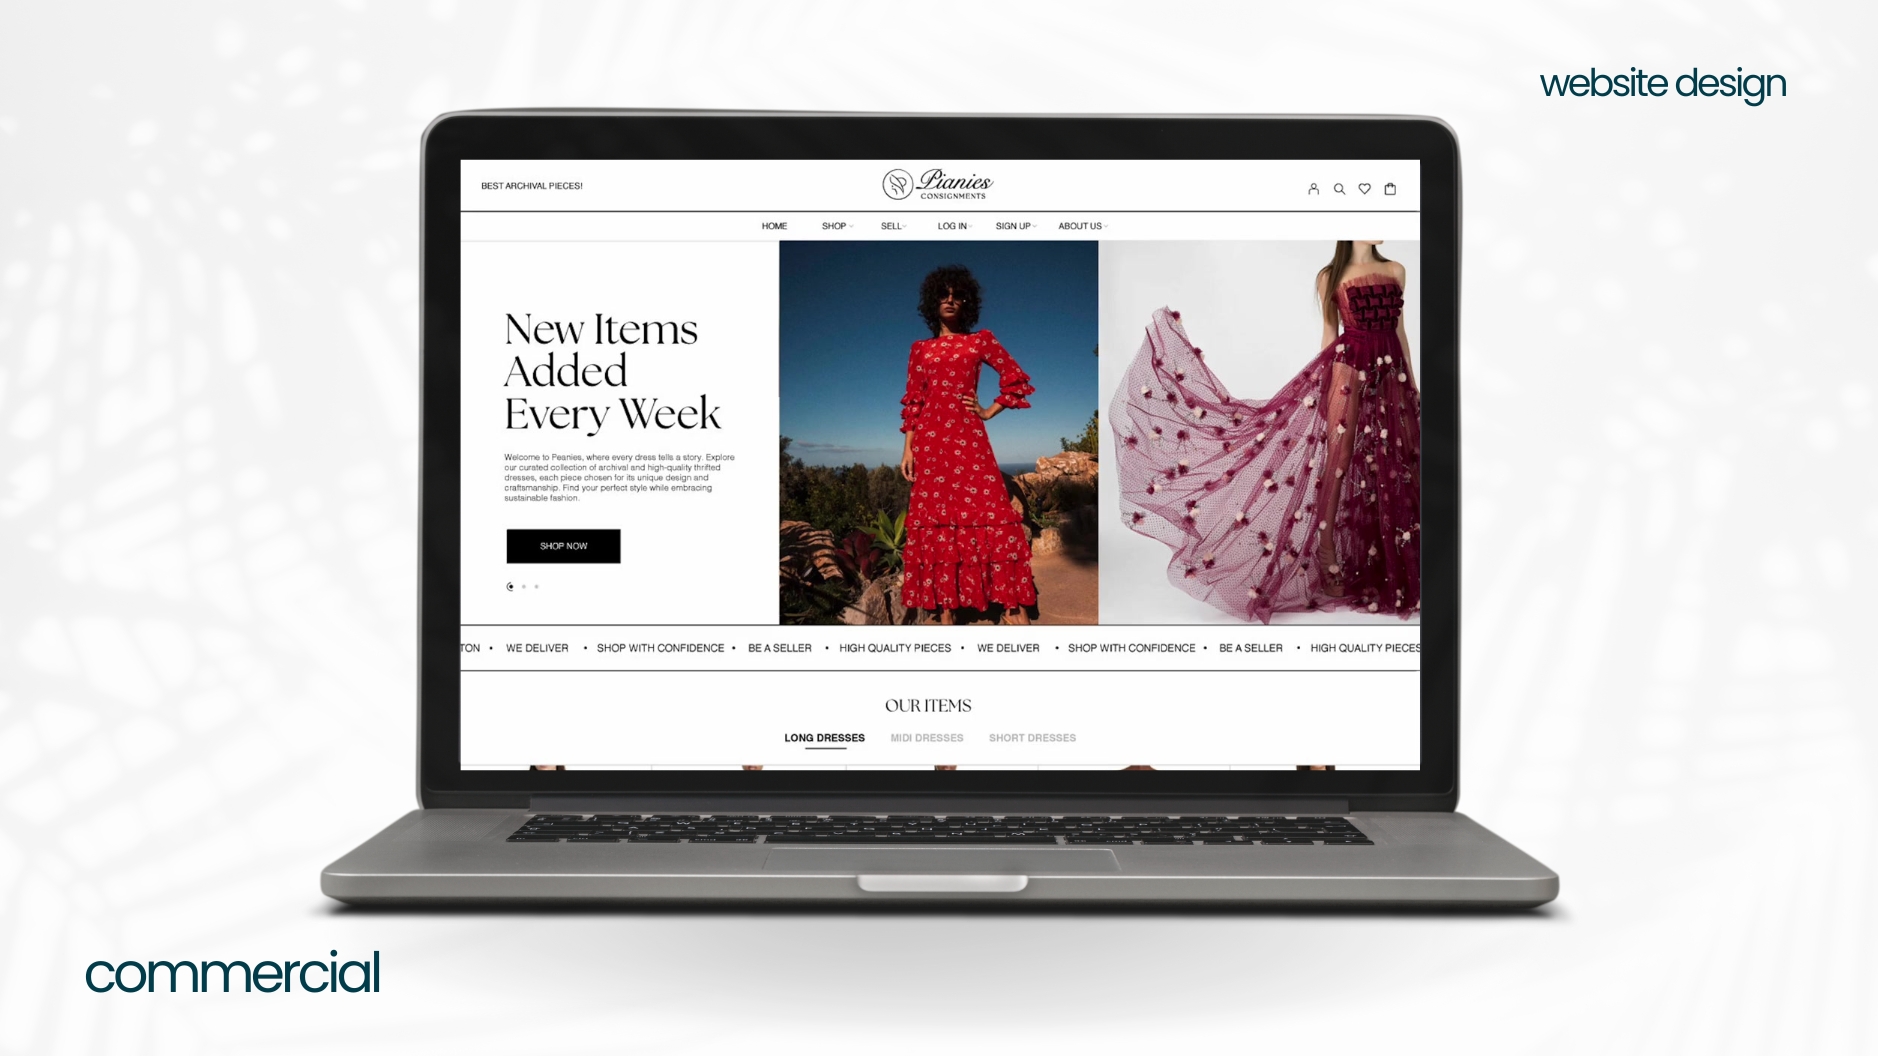 website design
BEST ARCHIVAL PIECES!
Pianies
CONSIGNMENTS
HOME SHOP SELL LOG IN SIGN UP ABOUT US
New Items
Added
Every Week
Welcome to Peanies, where every dress tells a story. Explore
our curated collection of archival and high-quality thrifted
dresses, each piece chosen for its unique design and
craftsmanship. Find your perfect style while embracing
sustainable fashion.
SHOP NOW
TON • WE DELIVER • SHOP WITH CONFIDENCE • BE A SELLER • HIGH QUALITY PIECES • WE DELIVER • SHOP WITH CONFIDENCE • BE A SELLER • HIGH QUALITY PIECES
OUR ITEMS
LONG DRESSES MIDI DRESSES SHORT DRESSES
commercial